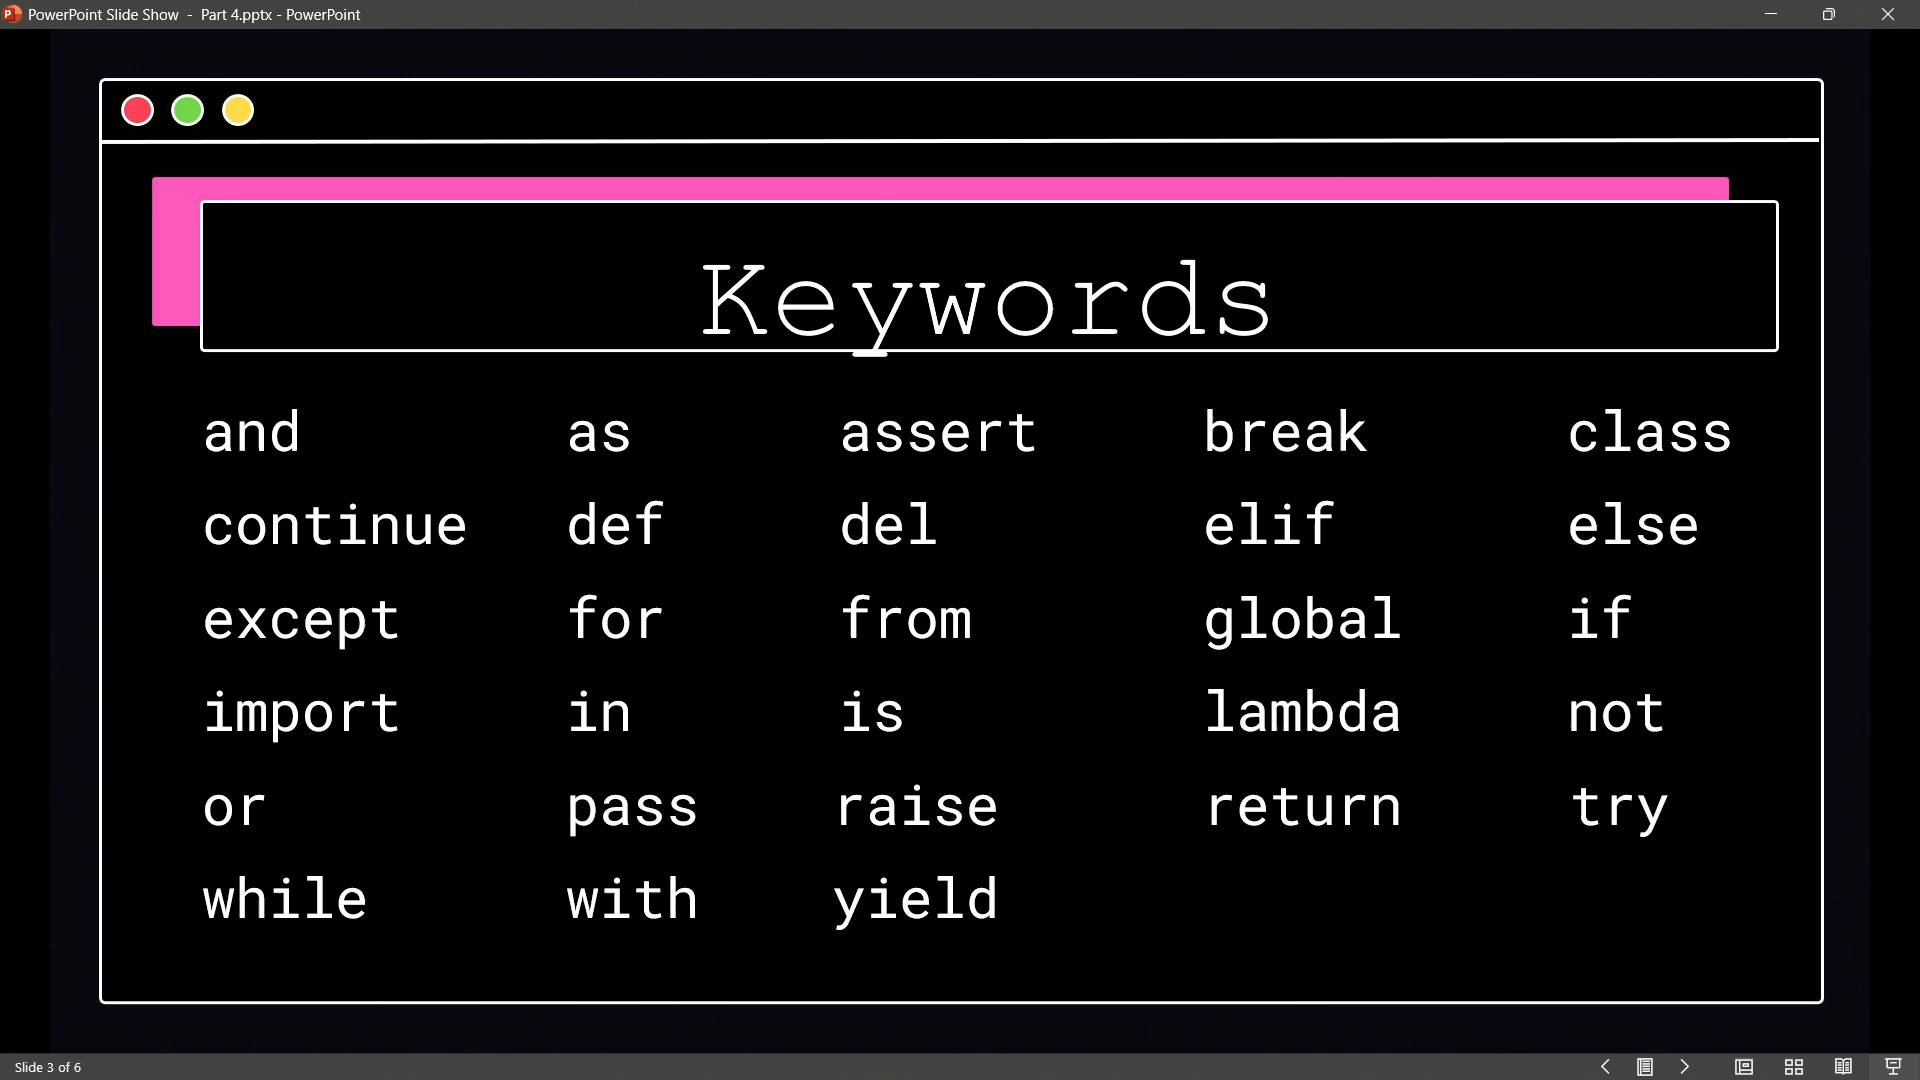 PowerPoint Slide Show - Part 4.pptx - PowerPoint
Keywords
and as assert break class
continue def del elif else
except for from global if
import in is lambda not
or pass raise return try
while with yield
Slide 3 of 6